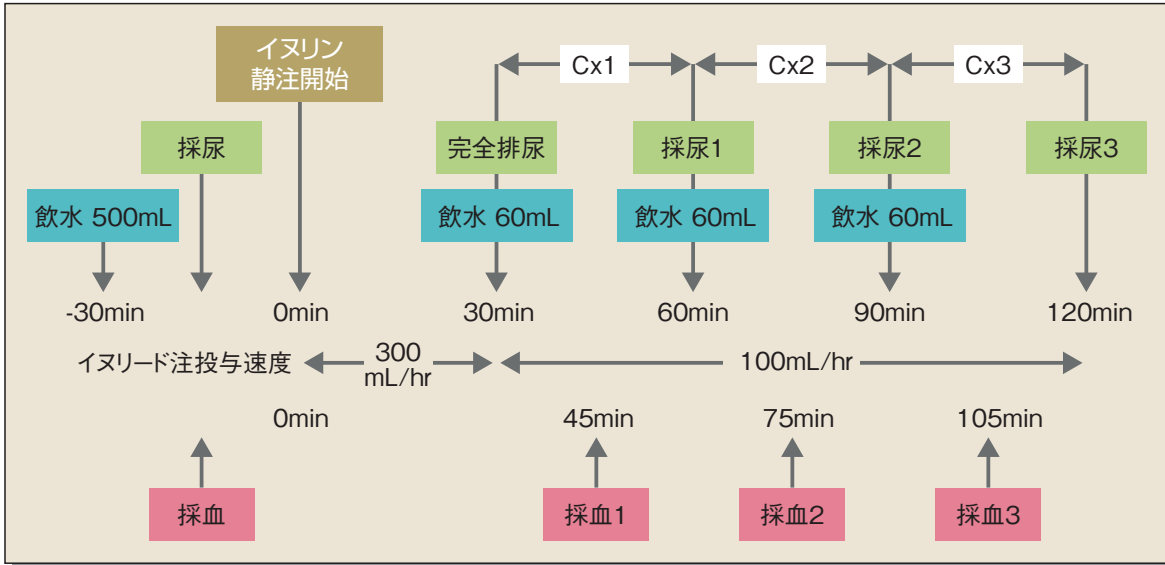 イヌリン
静注開始
Cx1
Cx2
Cx3
採尿
完全排尿
採尿1
採尿2
採尿3
飲水 500mL
飲水 60mL
飲水 60mL
飲水 60mL
-30min
0min
30min
60min
90min
120min
イヌリード注投与速度
300
mL/hr
100mL/hr
0min
45min
75min
105min
採血
採血1
採血2
採血3